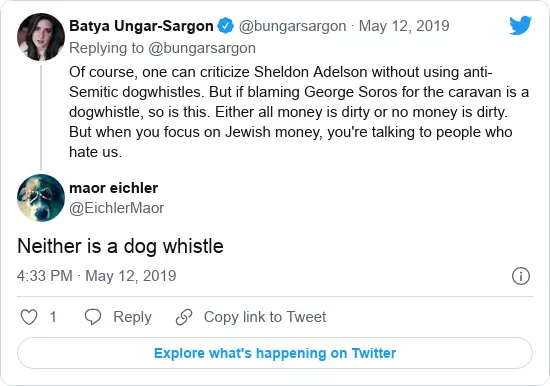 Batya Ungar-Sargon @bungarsargon · May 12, 2019
Replying to @bungarsargon
Of course, one can criticize Sheldon Adelson without using anti-
Semitic dogwhistles. But if blaming George Soros for the caravan is a
dogwhistle, so is this. Either all money is dirty or no money is dirty.
But when you focus on Jewish money, you're talking to people who
hate us.
maor eichler
@EichlerMaor
Neither is a dog whistle
4:33 PM · May 12, 2019
1 Reply Copy link to Tweet
Explore what's happening on Twitter